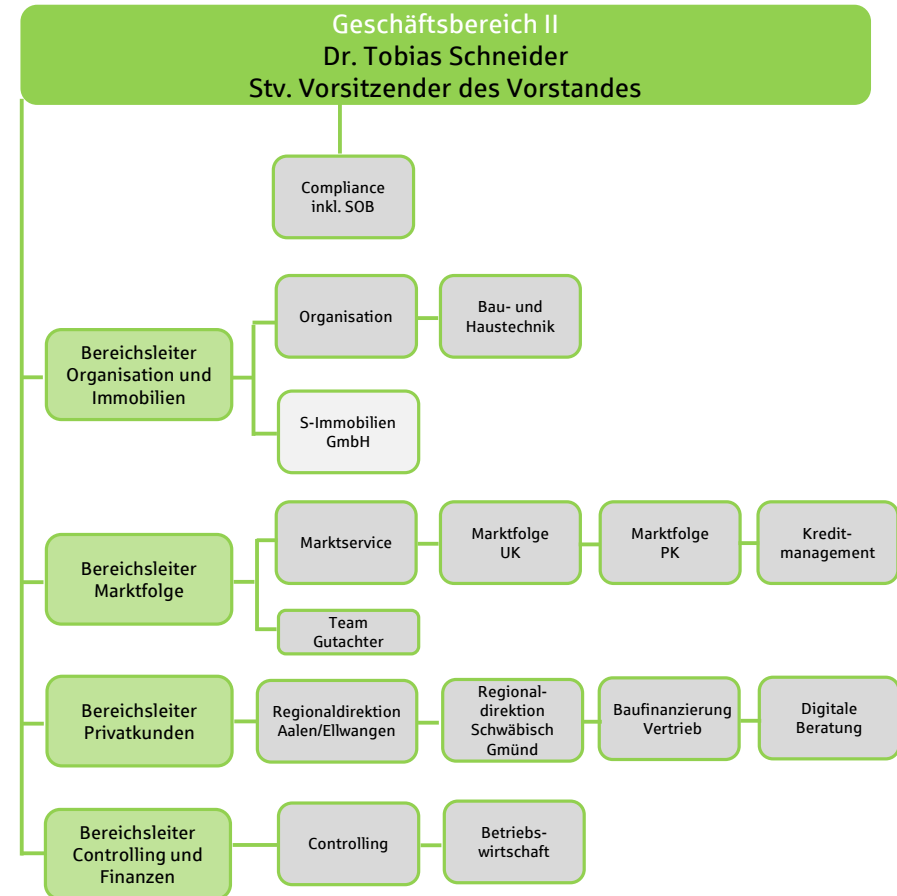 Geschäftsbereich II
Dr. Tobias Schneider
Stv. Vorsitzender des Vorstandes
Compliance
inkl. SOB
Bereichsleiter
Organisation und
Immobilien
Organisation
Bau- und
Haustechnik
S-Immobilien
GmbH
Bereichsleiter
Marktfolge
Marktservice
Marktfolge
UK
Marktfolge
PK
Kredit-
management
Team
Gutachter
Bereichsleiter
Privatkunden
Regionaldirektion
Aalen/Ellwangen
Regional-
direktion
Schwäbisch
Gmünd
Baufinanzierung
Vertrieb
Digitale
Beratung
Bereichsleiter
Controlling und
Finanzen
Controlling
Betriebs-
wirtschaft